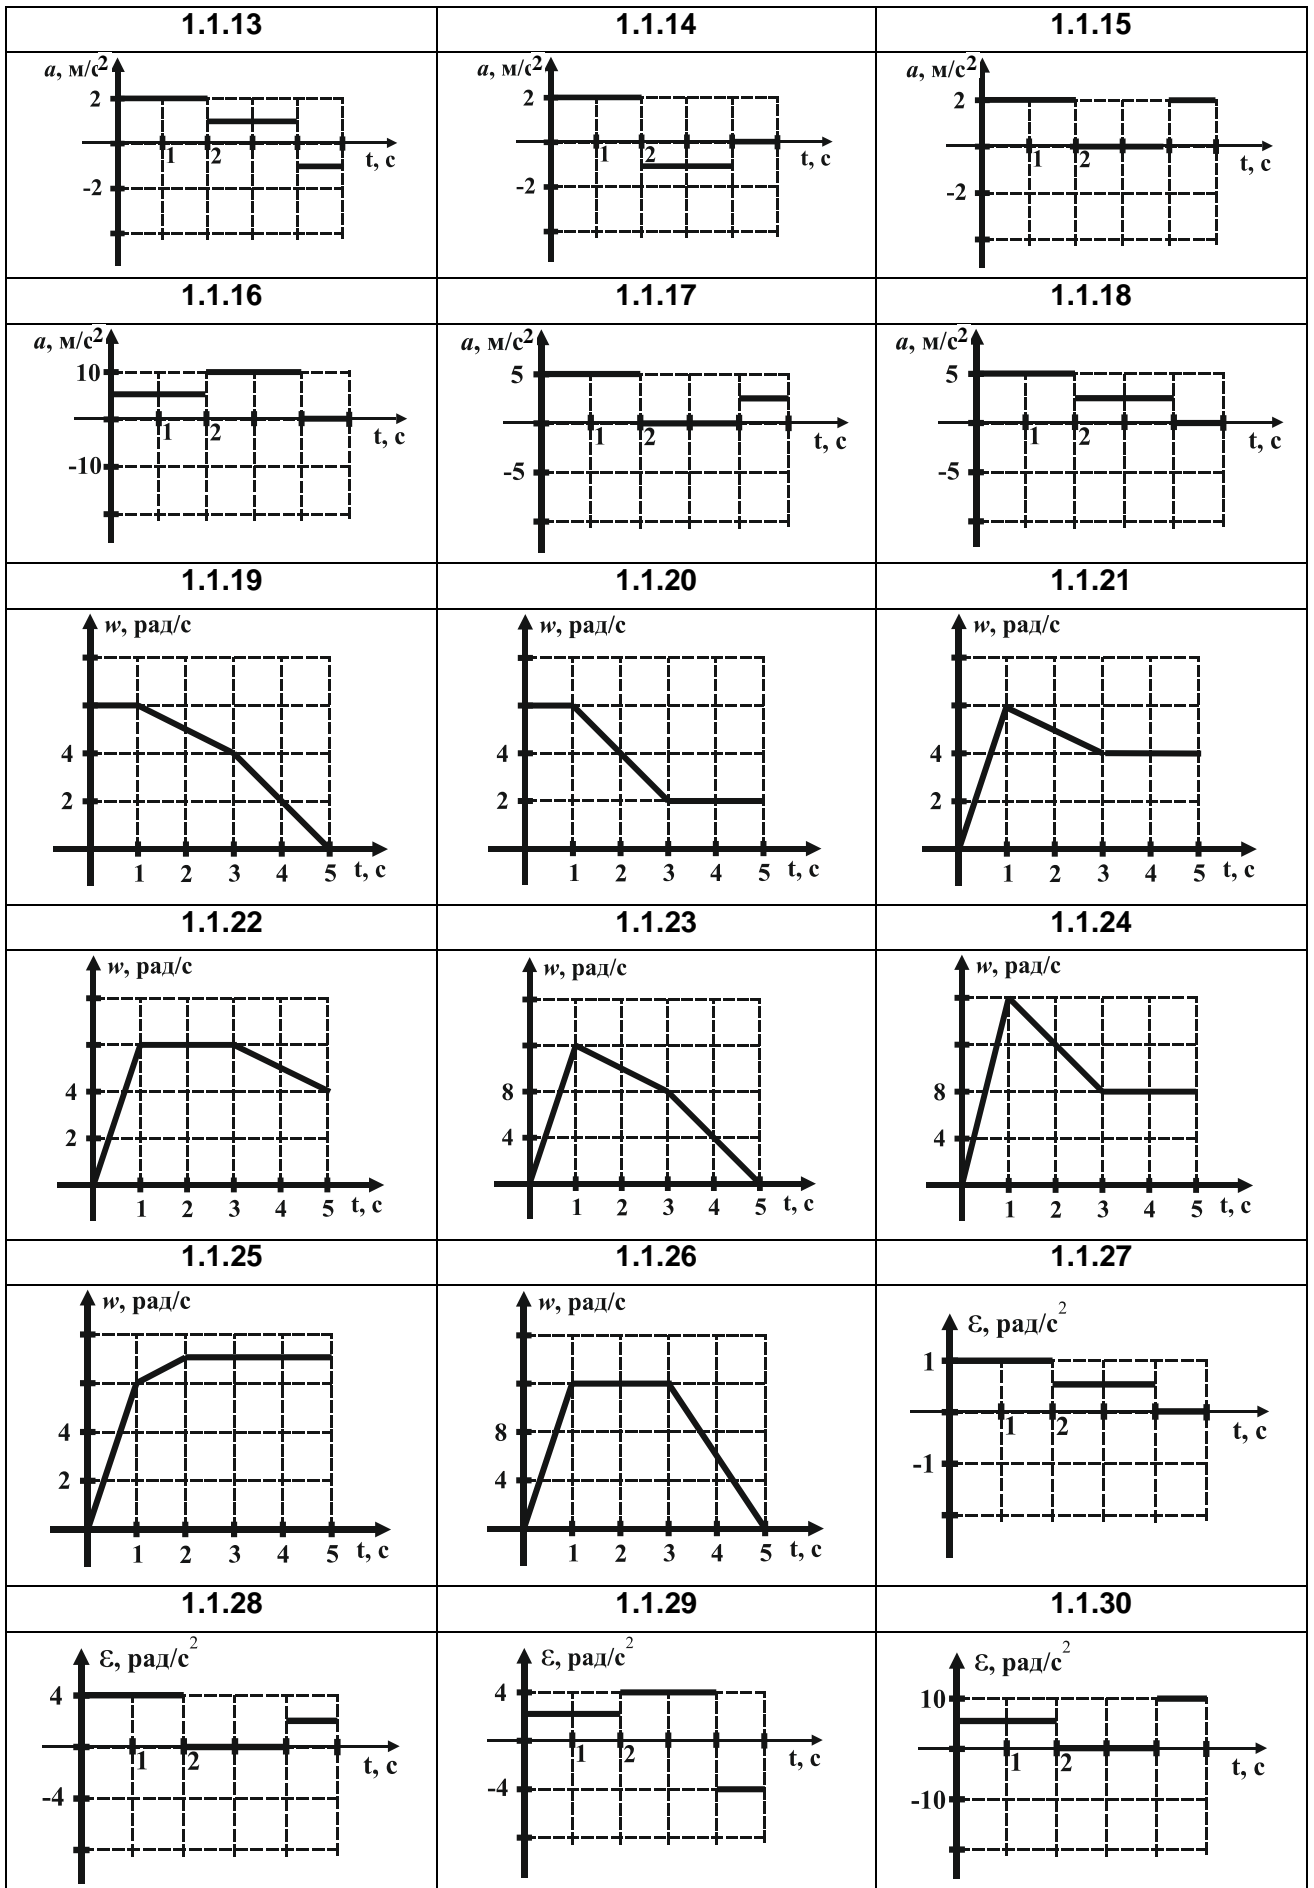 1.1.13 1.1.14 1.1.15
a, м/с² a, м/с² a, м/с²
2 2 2
1 2 t, с 1 2 t, с 1 2 t, с
-2 -2 -2
1.1.16 1.1.17 1.1.18
a, м/с² a, м/с² a, м/с²
10 5 5
1 2 t, с 1 2 t, с 1 2 t, с
-10 -5 -5
1.1.19 1.1.20 1.1.21
w, рад/с w, рад/с w, рад/с
4 4 4
2 2 2
1 2 3 4 5 t, с 1 2 3 4 5 t, с 1 2 3 4 5 t, с
1.1.22 1.1.23 1.1.24
w, рад/с w, рад/с w, рад/с
4 8 8
2 4 4
1 2 3 4 5 t, с 1 2 3 4 5 t, с 1 2 3 4 5 t, с
1.1.25 1.1.26 1.1.27
w, рад/с w, рад/с ε, рад/с²
4 8 1
2 4 1 2 t, с
1 2 3 4 5 t, с 1 2 3 4 5 t, с -1
1.1.28 1.1.29 1.1.30
ε, рад/с² ε, рад/с² ε, рад/с²
4 4 10
1 2 t, с 1 2 t, с 1 2 t, с
-4 -4 -10